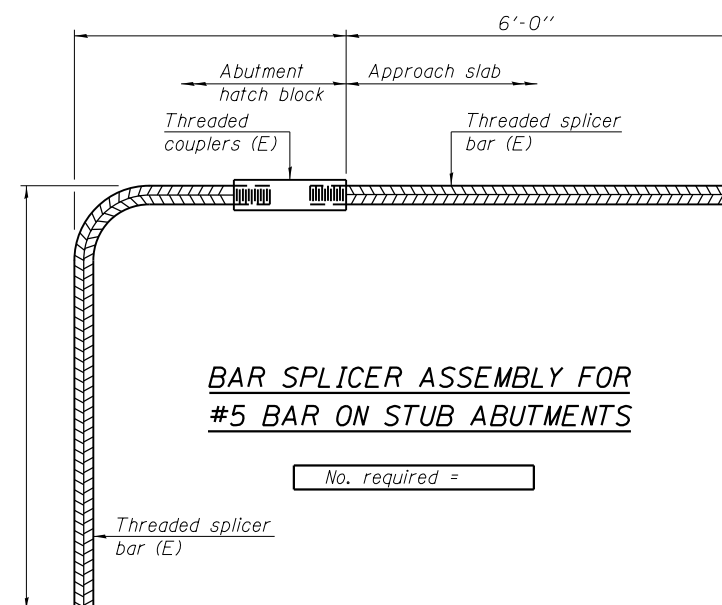 6'-0"
Abutment
hatch block
Approach slab
Threaded
couplers (E)
Threaded splicer
bar (E)
BAR SPLICER ASSEMBLY FOR
#5 BAR ON STUB ABUTMENTS
No. required =
Threaded splicer
bar (E)